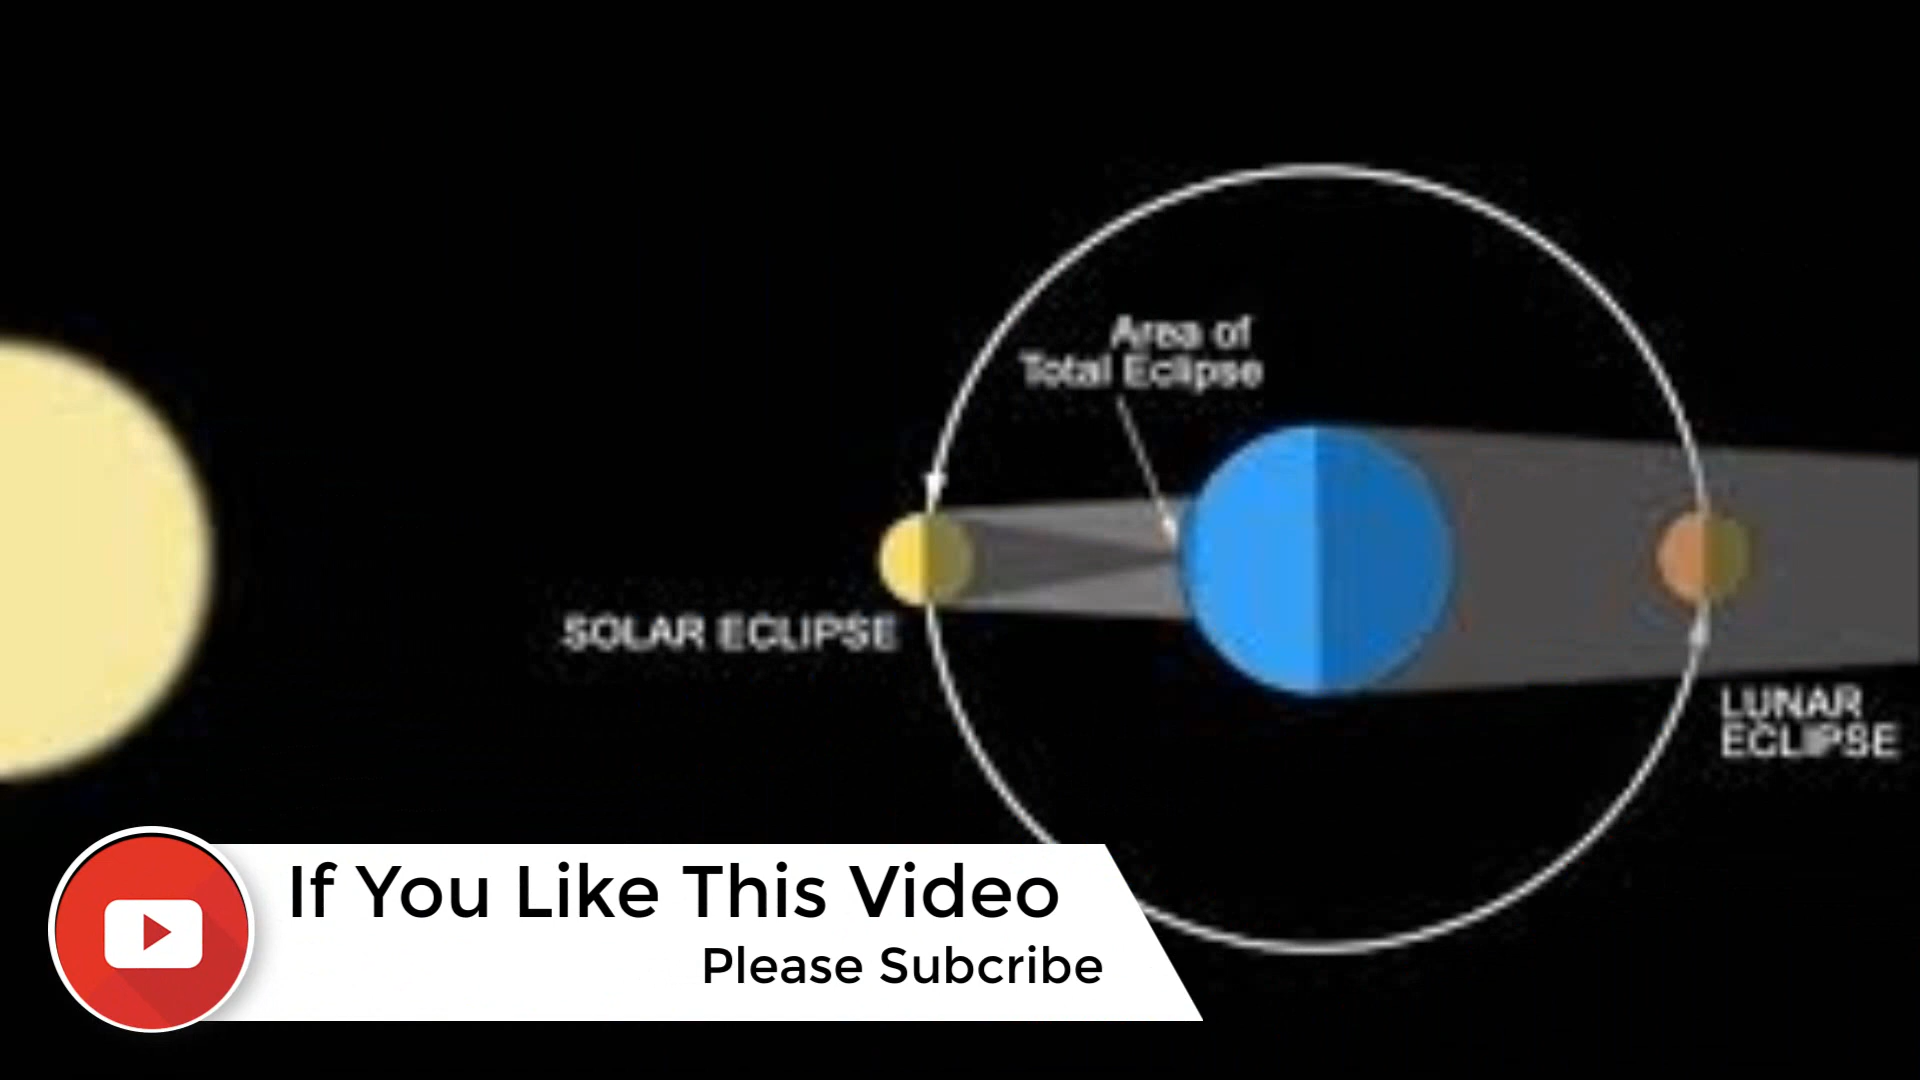 Area of
Total Eclipse
SOLAR ECLIPSE
LUNAR
ECLIPSE
If You Like This Video
Please Subcribe